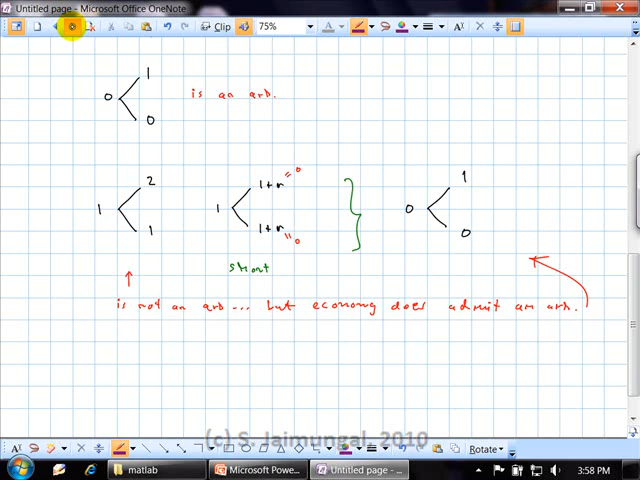 Untitled page - Microsoft Office OneNote
Clip
75%
1
0
is an arb.
0
2
1+r "0
1
1
1
0
1
1+r "0
0
short
is not an arb... but economy does admit an arb.
(c) S. Jaimungal, 2010
Rotate
matlab
Microsoft Powe...
Untitled page - ...
3:58 PM